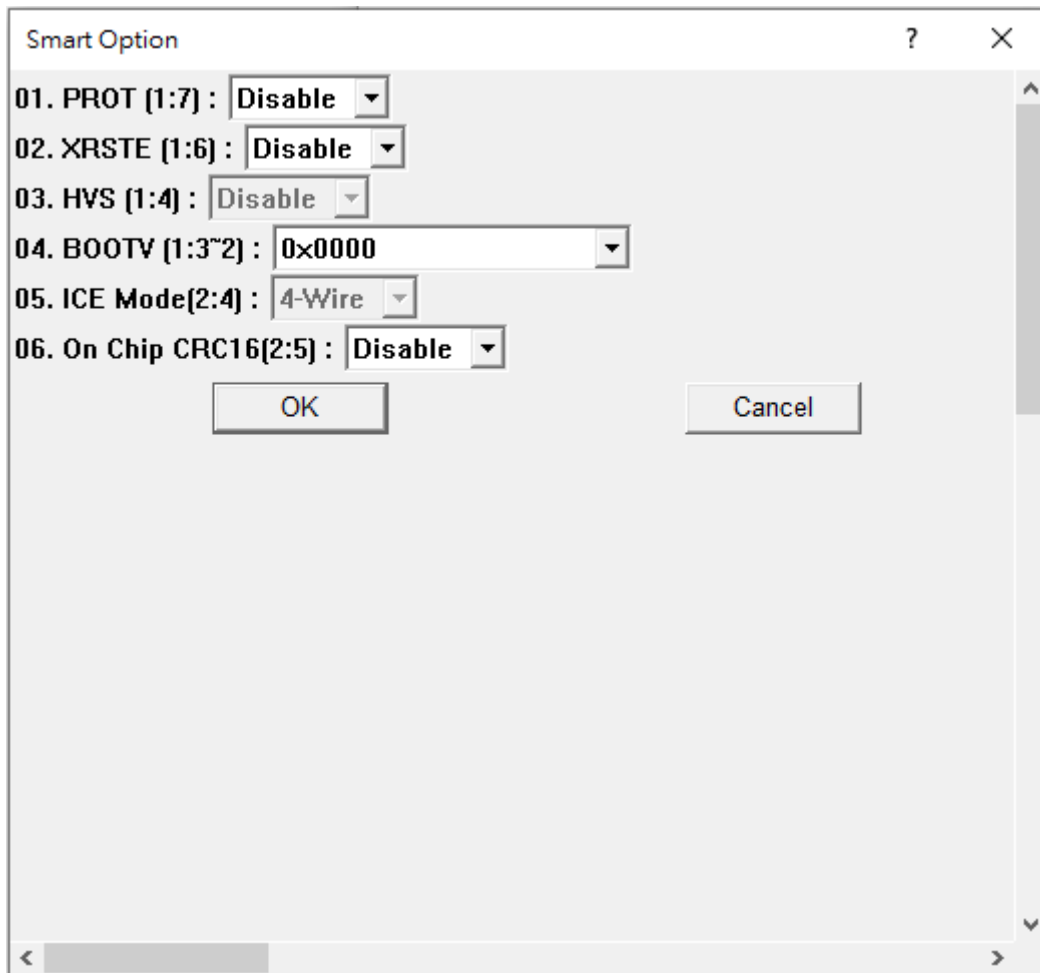 Smart Option
01. PROT (1:7) : Disable
02. XRSTE (1:6) : Disable
03. HVS (1:4) : Disable
04. BOOTV (1:3~2) : 0x0000
05. ICE Mode(2:4) : 4-Wire
06. On Chip CRC16(2:5) : Disable
OK Cancel